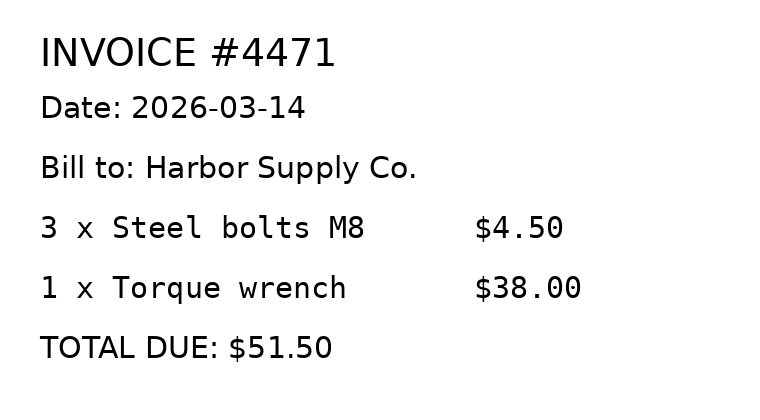 INVOICE #4471
Date: 2026-03-14
Bill to: Harbor Supply Co.
3 x Steel bolts M8 $4.50
1 x Torque wrench $38.00
TOTAL DUE: $51.50